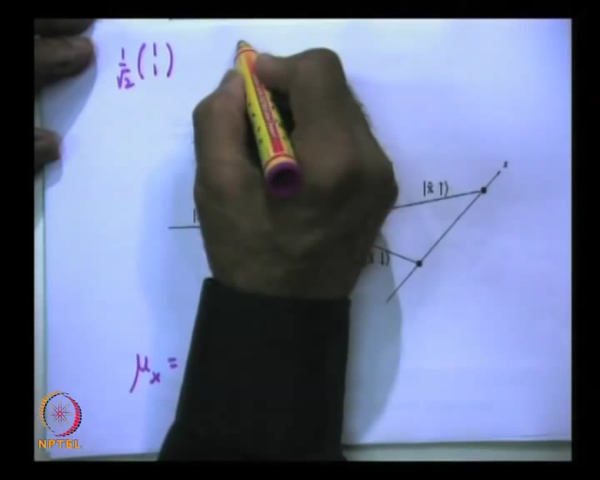 1/√2 (1 1)
|x̂ ↑⟩
x
↓⟩
μₓ =
NPTEL